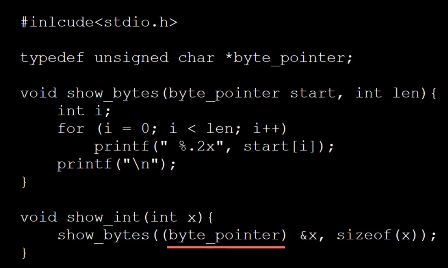 #inlcude<stdio.h>
typedef unsigned char *byte_pointer;
void show_bytes(byte_pointer start, int len){
int i;
for (i = 0; i < len; i++)
printf(" %.2x", start[i]);
printf("\n");
}
void show_int(int x){
show_bytes((byte_pointer) &x, sizeof(x));
}